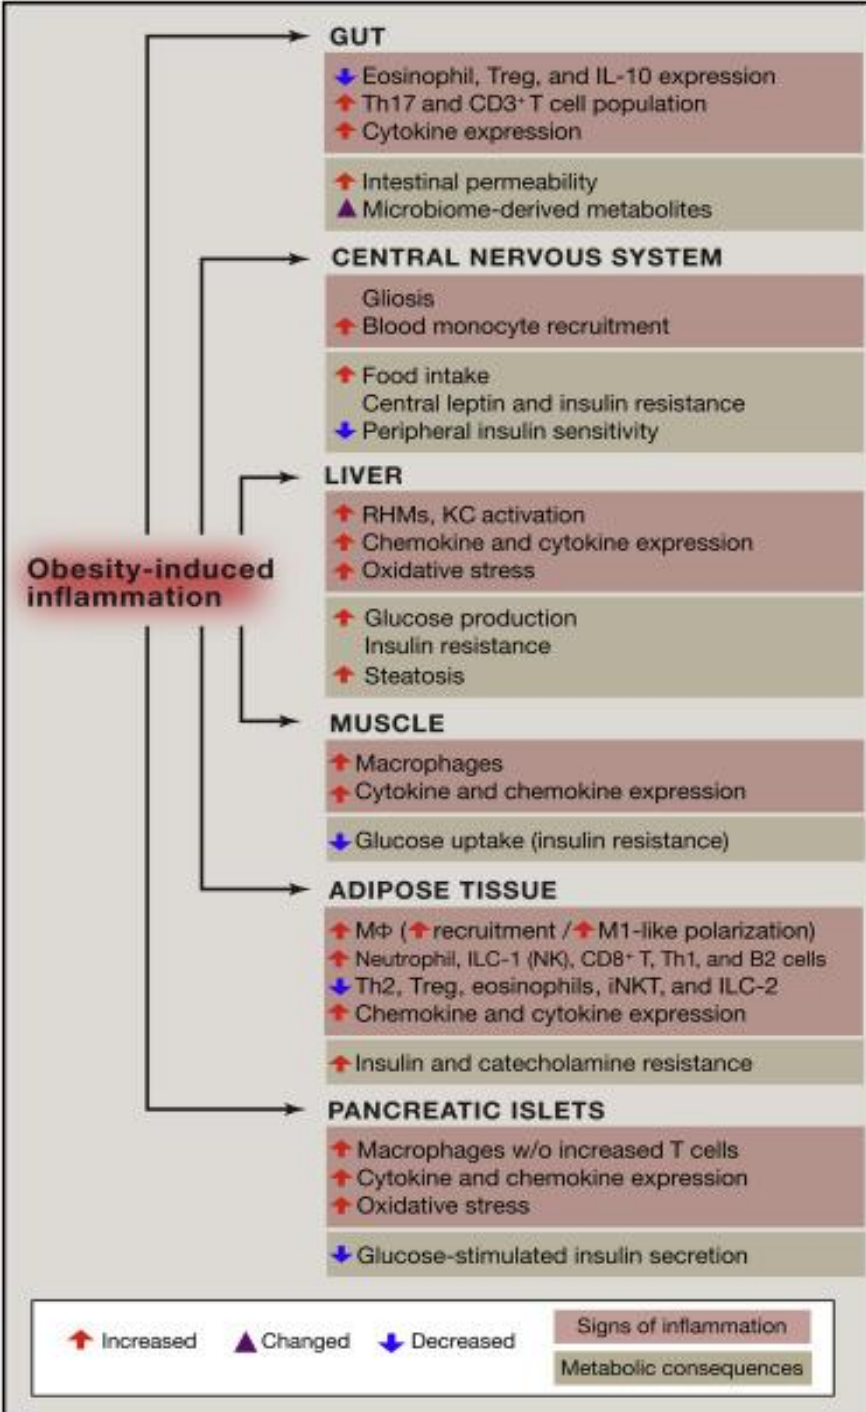 GUT
Eosinophil, Treg, and IL-10 expression
Th17 and CD3⁺ T cell population
Cytokine expression
Intestinal permeability
Microbiome-derived metabolites
CENTRAL NERVOUS SYSTEM
Gliosis
Blood monocyte recruitment
Food intake
Central leptin and insulin resistance
Peripheral insulin sensitivity
LIVER
RHMs, KC activation
Chemokine and cytokine expression
Oxidative stress
Obesity-induced
inflammation
Glucose production
Insulin resistance
Steatosis
MUSCLE
Macrophages
Cytokine and chemokine expression
Glucose uptake (insulin resistance)
ADIPOSE TISSUE
MΦ (recruitment / M1-like polarization)
Neutrophil, ILC-1 (NK), CD8⁺ T, Th1, and B2 cells
Th2, Treg, eosinophils, iNKT, and ILC-2
Chemokine and cytokine expression
Insulin and catecholamine resistance
PANCREATIC ISLETS
Macrophages w/o increased T cells
Cytokine and chemokine expression
Oxidative stress
Glucose-stimulated insulin secretion
Increased Changed Decreased
Signs of inflammation
Metabolic consequences